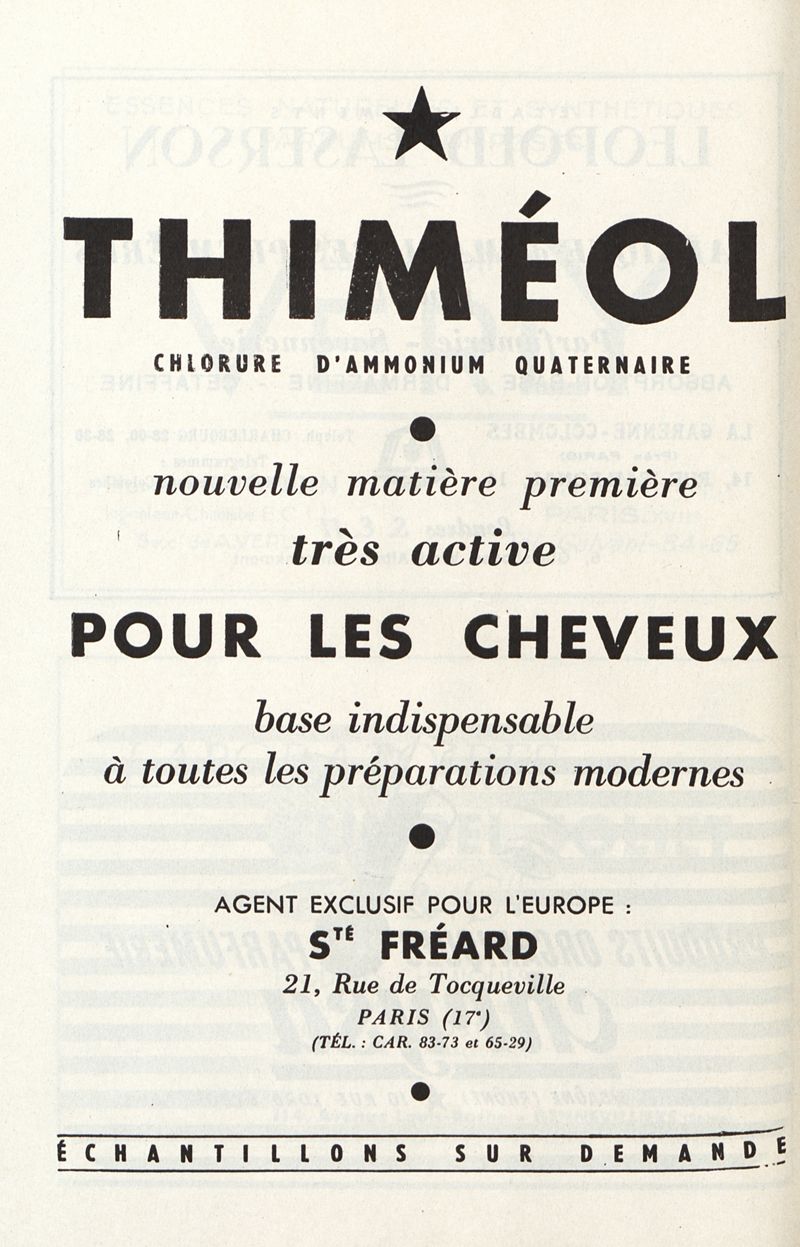 THIMÉOL
CHLORURE D'AMMONIUM QUATERNAIRE
nouvelle matière première
très active
POUR LES CHEVEUX
base indispensable
à toutes les préparations modernes
AGENT EXCLUSIF POUR L'EUROPE :
STÉ FRÉARD
21, Rue de Tocqueville
PARIS (17e)
(TÉL. : CAR. 83-73 et 65-29)
ÉCHANTILLONS SUR DEMANDE